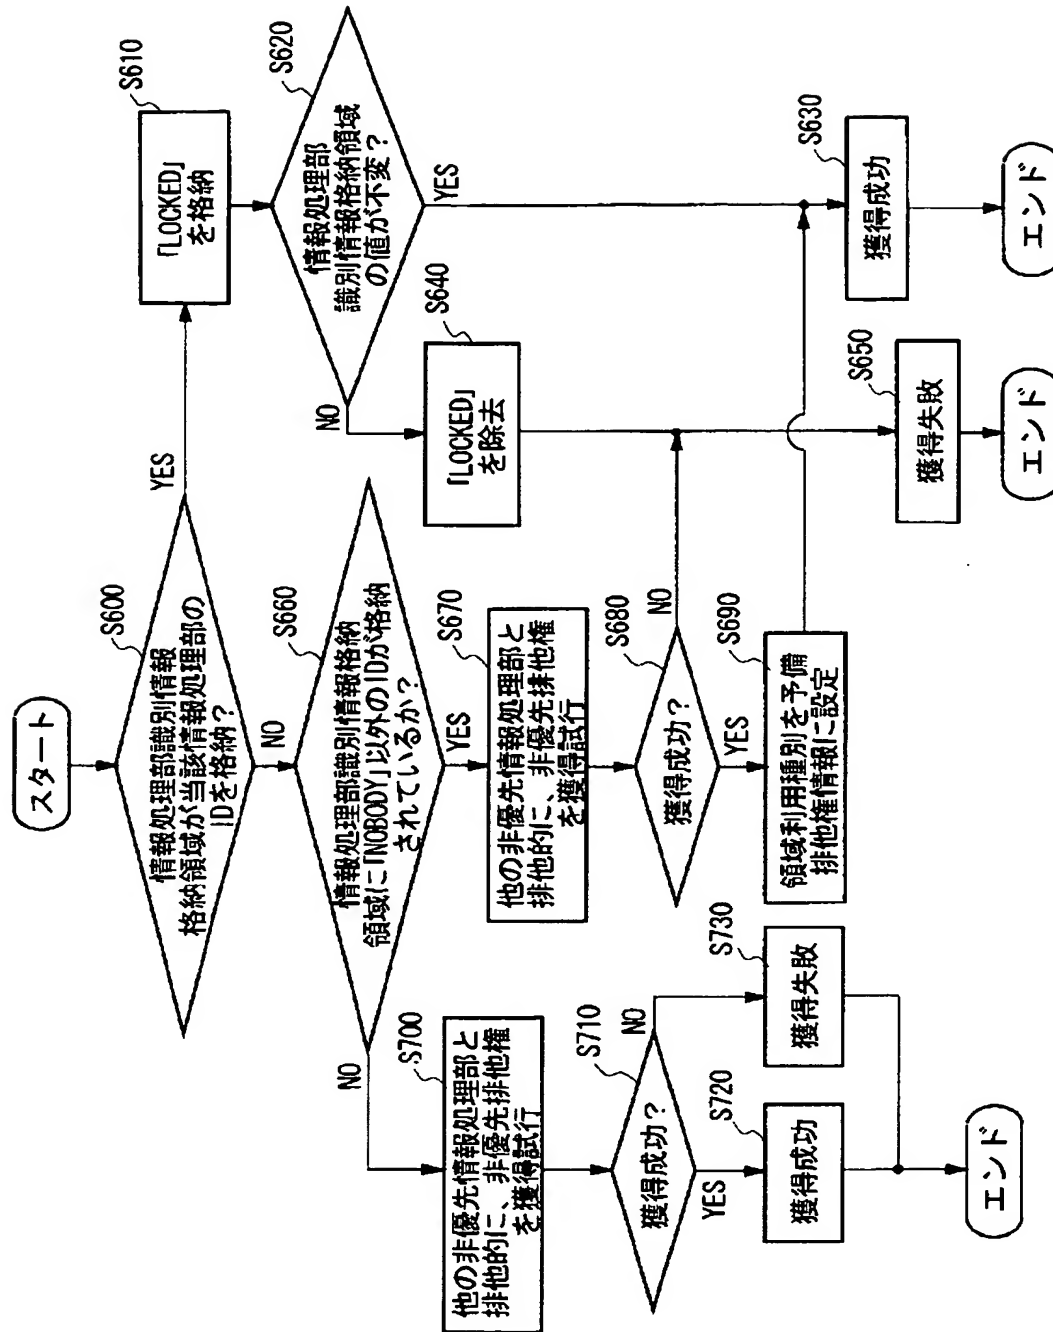 スタート
S600
情報処理部識別情報
格納領域が当該情報処理部の
IDを格納?
YES
NO
S610
「LOCKED」
を格納
S620
情報処理部
識別情報格納領域
の値が不変?
YES
NO
S630
獲得成功
エンド
S640
「LOCKED」
を除去
S650
獲得失敗
エンド
S660
情報処理部識別情報格納
領域に「NOBODY」以外のIDが格納
されているか?
YES
NO
S670
他の非優先情報処理部と
排他的に、非優先排他権
を獲得試行
S680
獲得成功?
NO
YES
S690
領域利用種別を予備
排他権情報に設定
S700
他の非優先情報処理部と
排他的に、非優先排他権
を獲得試行
S710
獲得成功?
NO
YES
S720
獲得成功
S730
獲得失敗
エンド